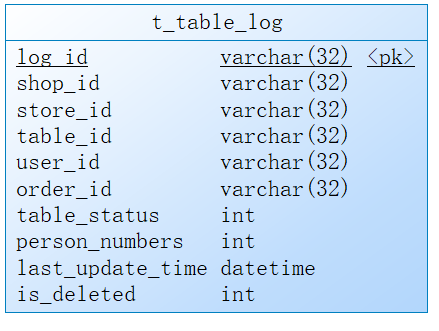 t_table_log
log_id varchar(32) <pk>
shop_id varchar(32)
store_id varchar(32)
table_id varchar(32)
user_id varchar(32)
order_id varchar(32)
table_status int
person_numbers int
last_update_time datetime
is_deleted int